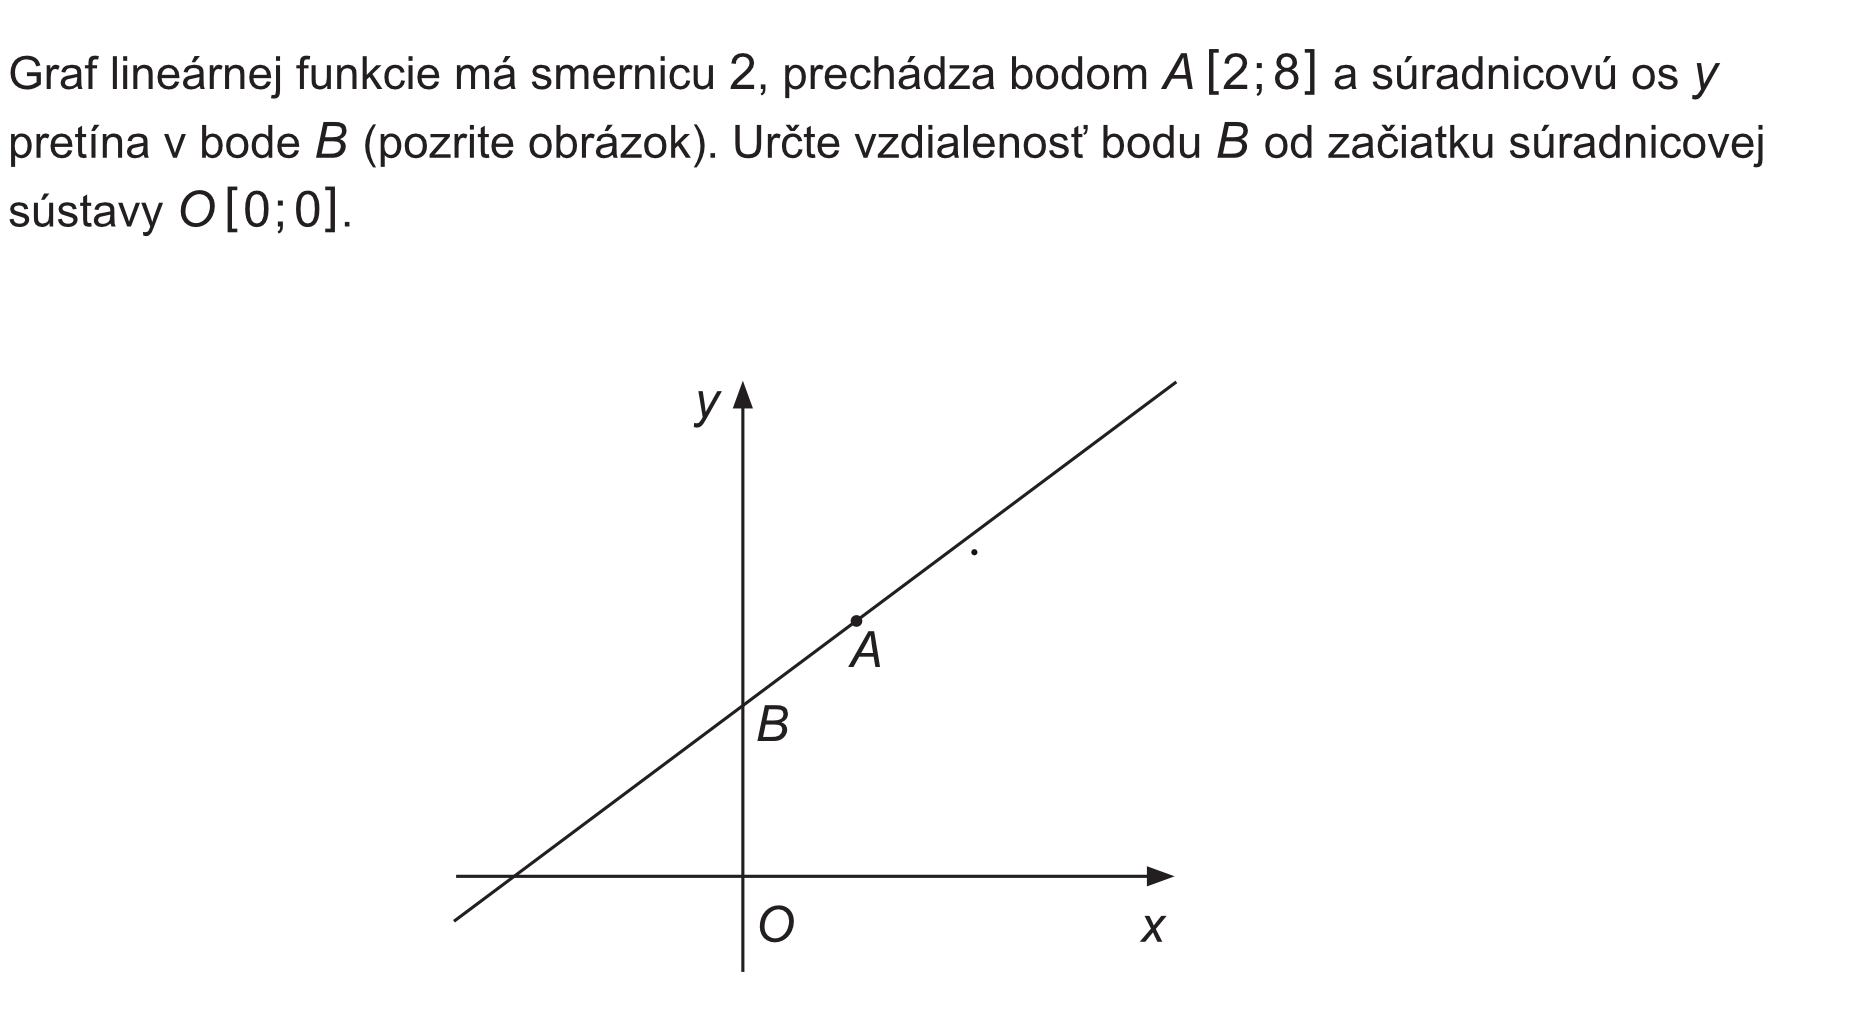 Graf lineárnej funkcie má smernicu 2, prechádza bodom A [2; 8] a súradnicovú os y
pretína v bode B (pozrite obrázok). Určte vzdialenosť bodu B od začiatku súradnicovej
sústavy O [0; 0].
y
A
B
O
x